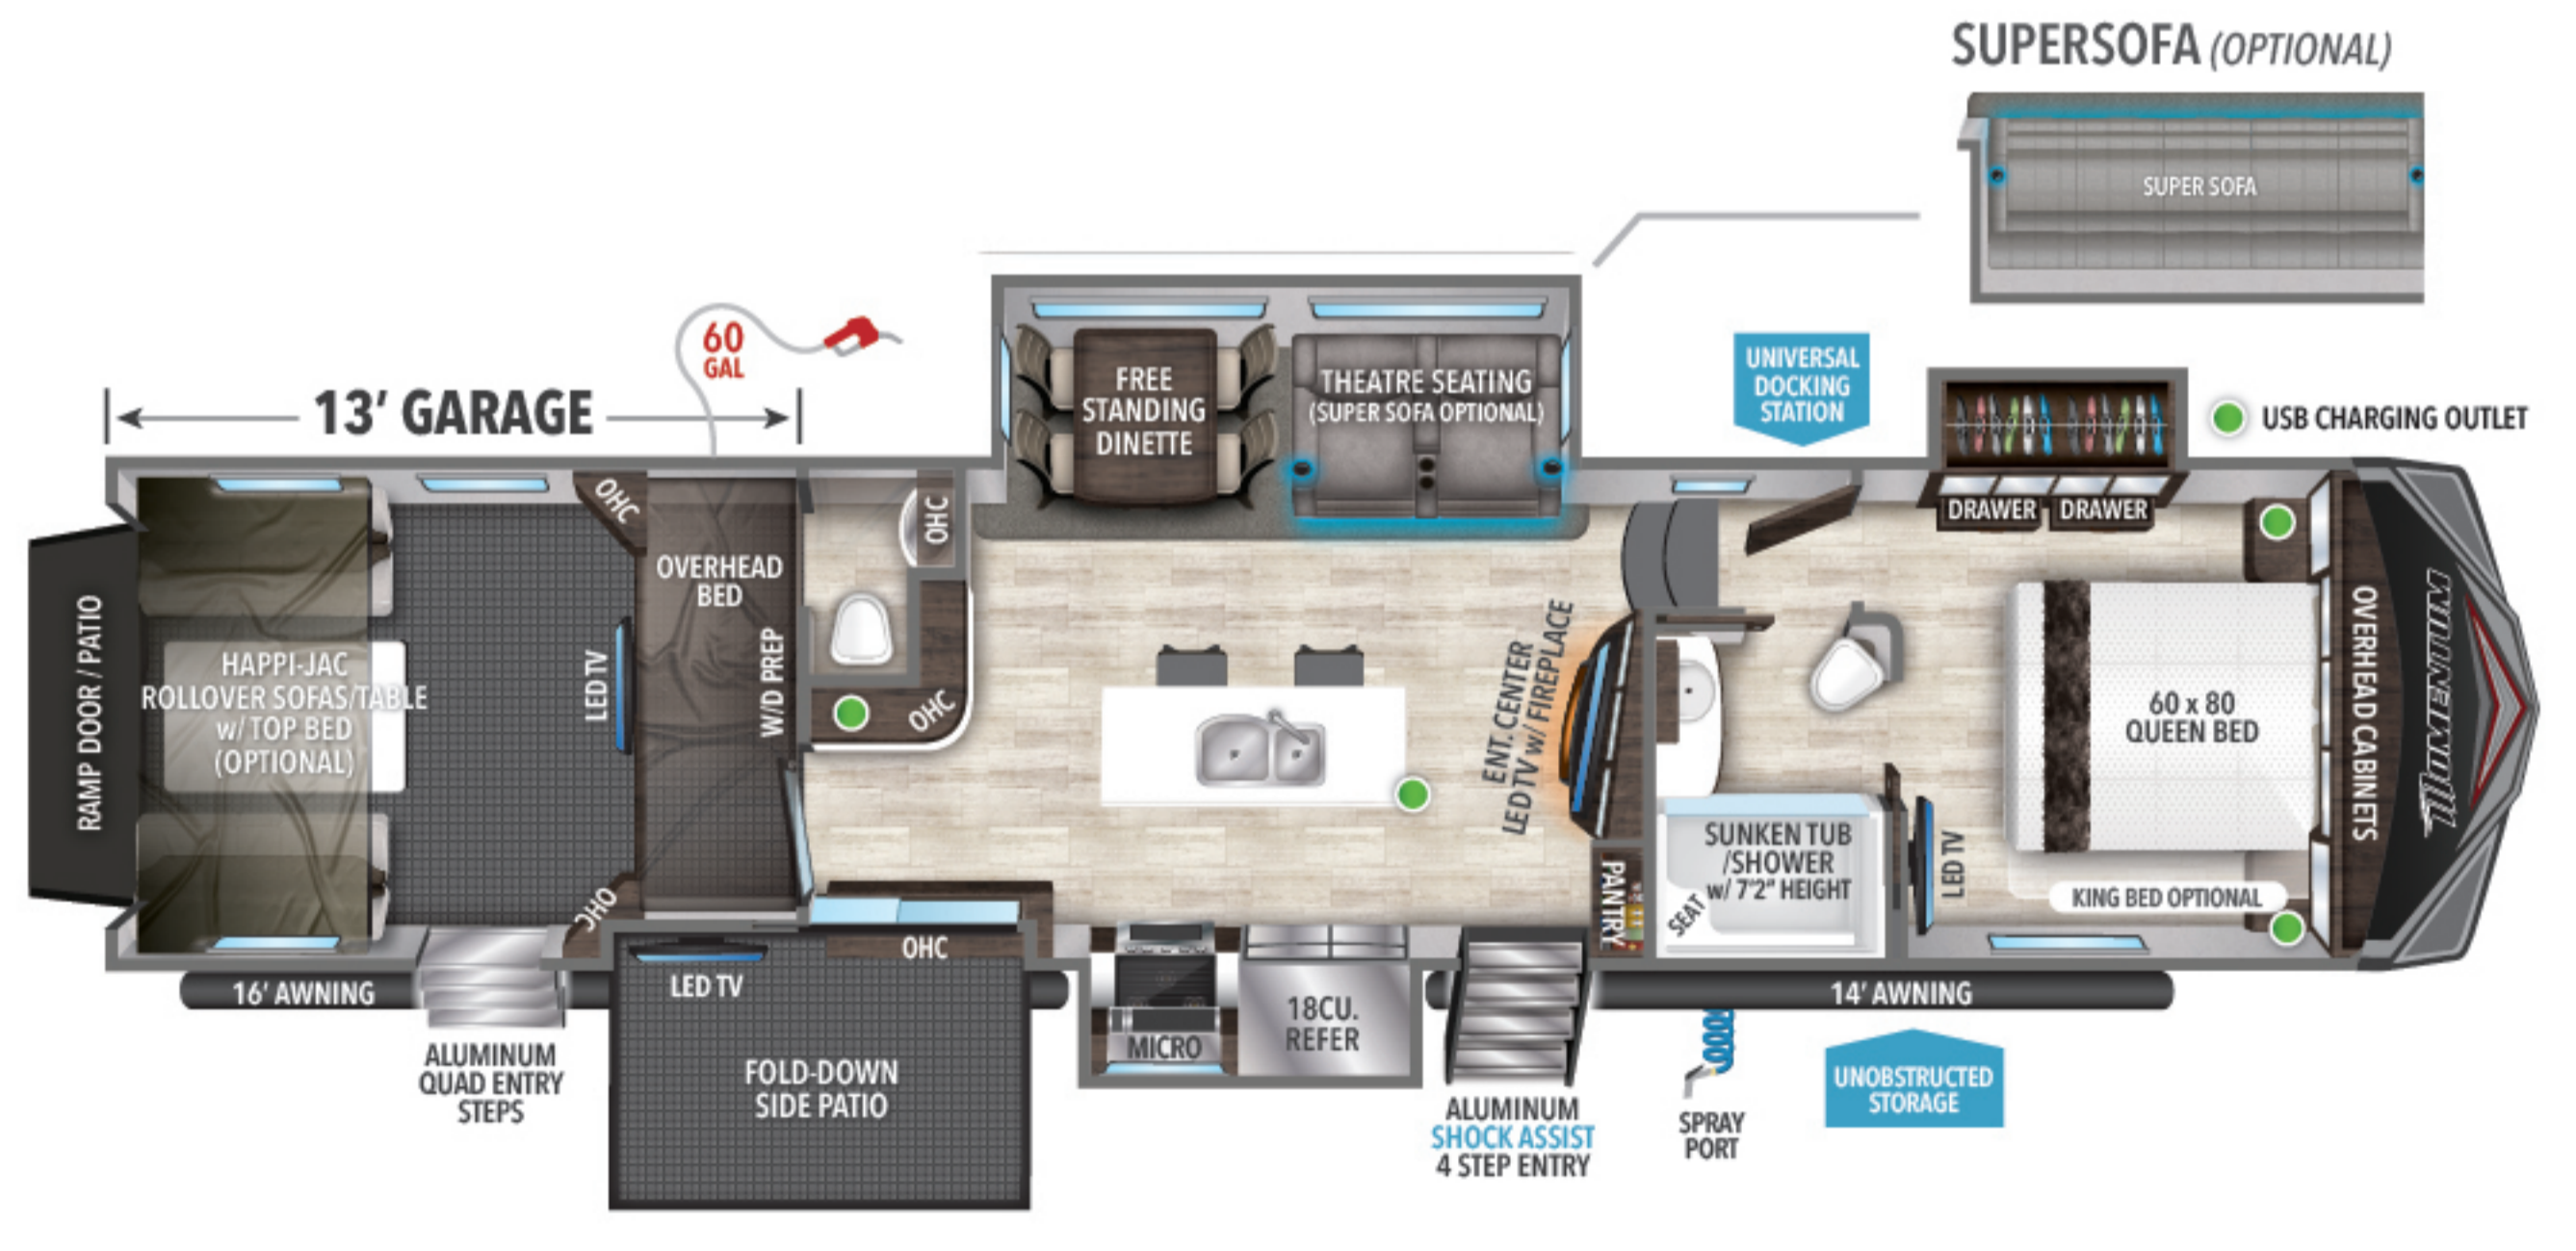 SUPERSOFA (OPTIONAL)
SUPER SOFA
60
GAL
13' GARAGE
FREE
STANDING
DINETTE
THEATRE SEATING
(SUPER SOFA OPTIONAL)
UNIVERSAL
DOCKING
STATION
USB CHARGING OUTLET
RAMP DOOR / PATIO
HAPPI-JAC
ROLLOVER SOFAS/TABLE
w/ TOP BED
(OPTIONAL)
OHC
LED TV
OHC
OVERHEAD
BED
W/D PREP
OHC
OHC
ENT. CENTER
LED TV w/ FIREPLACE
PANTRY
DRAWER
DRAWER
SUNKEN TUB
/SHOWER
w/ 7'2" HEIGHT
SEAT
LED TV
60 x 80
QUEEN BED
KING BED OPTIONAL
OVERHEAD CABINETS
MOMENTUM
16' AWNING
ALUMINUM
QUAD ENTRY
STEPS
LED TV
OHC
FOLD-DOWN
SIDE PATIO
MICRO
18CU.
REFER
ALUMINUM
SHOCK ASSIST
4 STEP ENTRY
14' AWNING
SPRAY
PORT
UNOBSTRUCTED
STORAGE